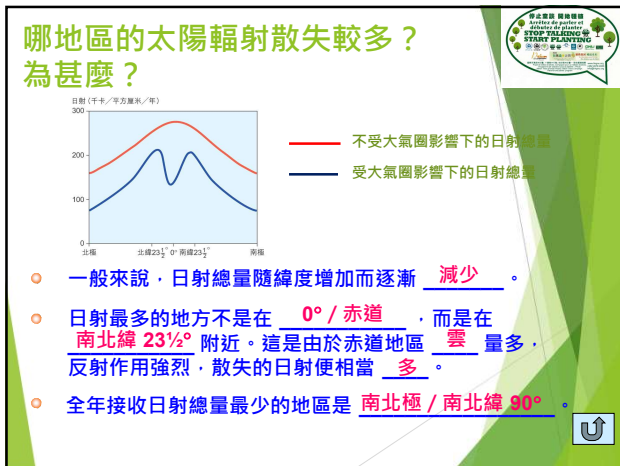 哪地區的太陽輻射散失較多？
為甚麼？
停止童談 開始種植
Arrêtez de parler et
débutez de planter
STOP TALKING
START PLANTING
日射(千卡／平方厘米／年)
300
200
100
0
北極
北緯23½°
0°
南緯23½°
南極
不受大氣圈影響下的日射總量
受大氣圈影響下的日射總量
一般來說，日射總量隨緯度增加而逐漸 減少 。
日射最多的地方不是在 0° / 赤道 ，而是在
南北緯 23½° 附近。這是由於赤道地區 雲 量多，
反射作用強烈，散失的日射便相當 多 。
全年接收日射總量最少的地區是 南北極 / 南北緯 90° 。